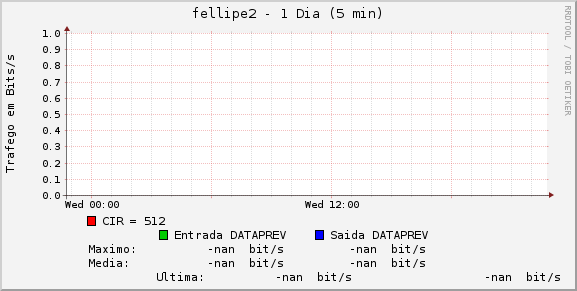 fellipe2 - 1 Dia (5 min)
RRDTOOL / TOBI OETIKER
Trafego em Bits/s
1.0
0.9
0.8
0.7
0.6
0.5
0.4
0.3
0.2
0.1
0.0
Wed 00:00 Wed 12:00
CIR = 512
Entrada DATAPREV Saida DATAPREV
Maximo: -nan bit/s -nan bit/s
Media: -nan bit/s -nan bit/s
Ultima: -nan bit/s -nan bit/s